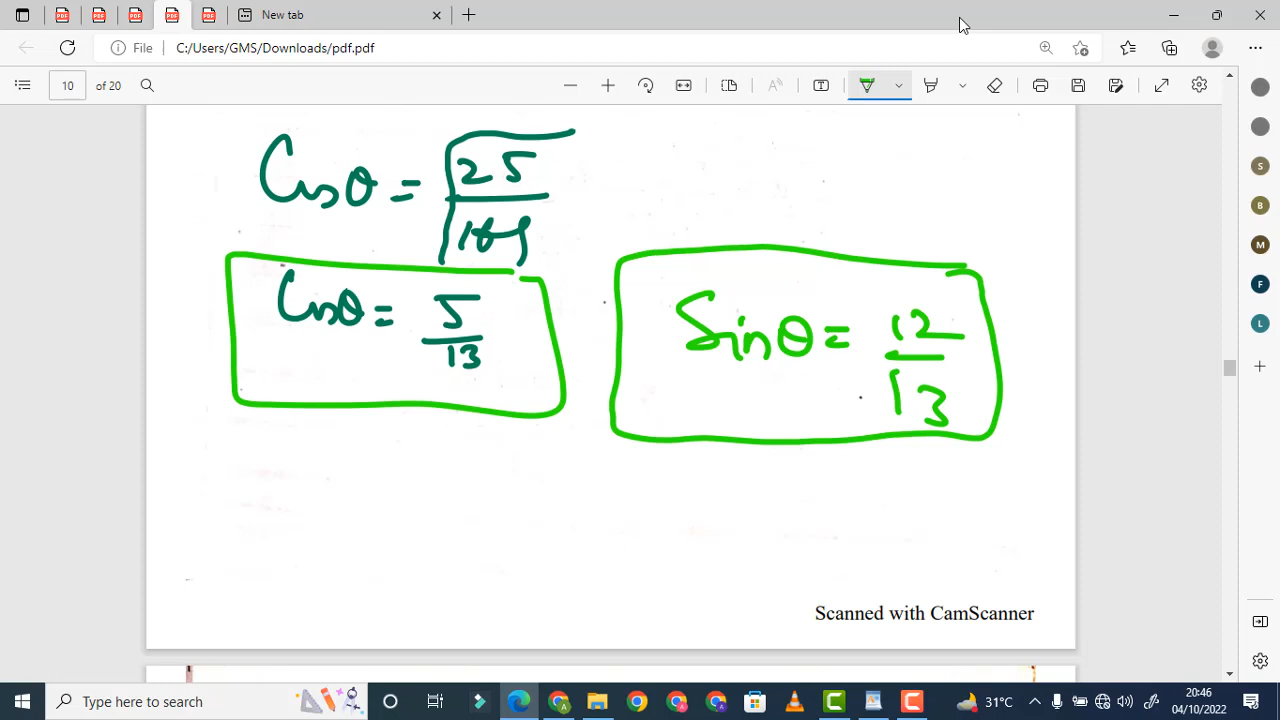 New tab
File C:/Users/GMS/Downloads/pdf.pdf
10 of 20
Cosθ = √25/169
Cosθ = 5/13
Sinθ = 12/13
Scanned with CamScanner
S
B
M
F
L
Type here to search
31°C
20:46
04/10/2022